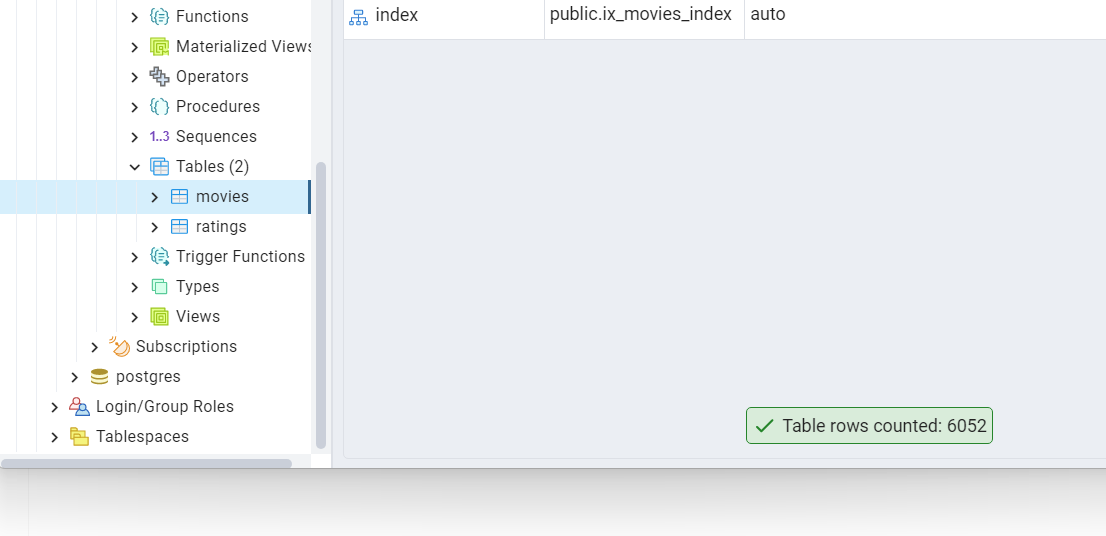 Functions
Materialized Views
Operators
Procedures
1..3 Sequences
Tables (2)
movies
ratings
Trigger Functions
Types
Views
Subscriptions
postgres
Login/Group Roles
Tablespaces
index public.ix_movies_index auto
Table rows counted: 6052